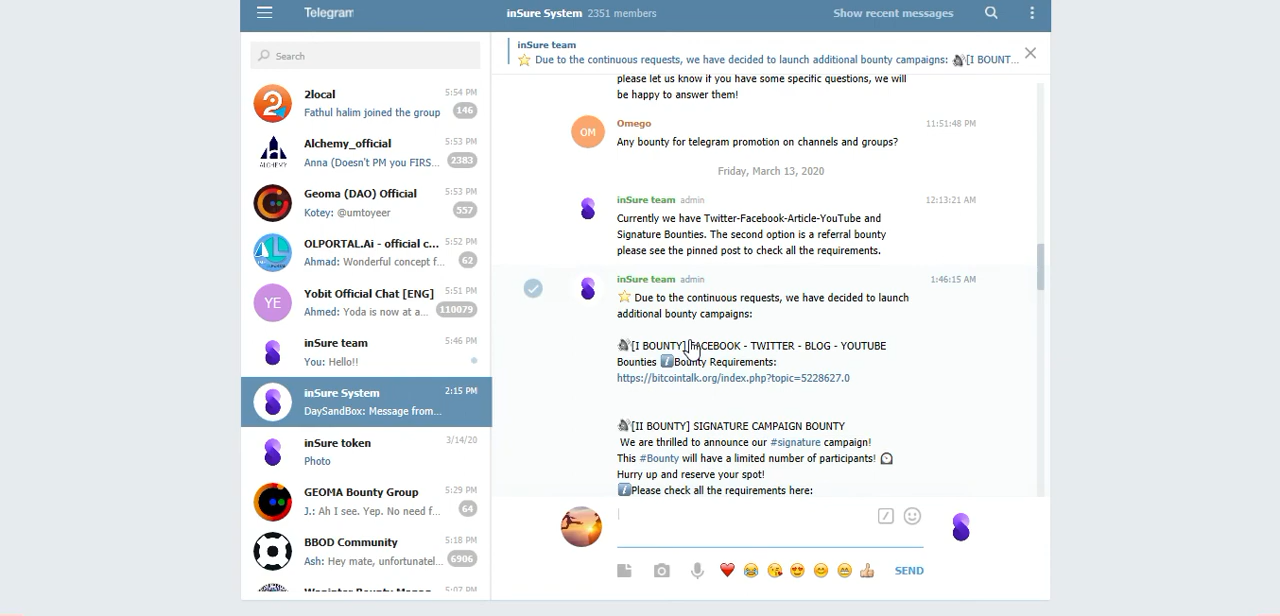 Telegram
inSure System 2351 members
Show recent messages
Search
inSure team
Due to the continuous requests, we have decided to launch additional bounty campaigns: [I BOUNT...
2local 5:54 PM
Fathul halim joined the group 146
Alchemy_official 5:53 PM
Anna (Doesn't PM you FIRS... 2383
ALCHEMY
Geoma (DAO) Official 5:53 PM
Kotey: @umtoyeer 557
OLPORTAL.Ai - official c... 5:52 PM
Ahmad: Wonderful concept f... 62
YE
Yobit Official Chat [ENG] 5:51 PM
Ahmed: Yoda is now at a... 110079
inSure team 5:46 PM
You: Hello!!
inSure System 2:15 PM
DaySandBox: Message from...
inSure token 3/14/20
Photo
GEOMA Bounty Group 5:29 PM
J.: Ah I see. Yep. No need f... 64
BBOD Community 5:18 PM
Ash: Hey mate, unfortunatel... 6906
please let us know if you have some specific questions, we will
be happy to answer them!
OM
Omego 11:51:48 PM
Any bounty for telegram promotion on channels and groups?
Friday, March 13, 2020
inSure team admin 12:13:21 AM
Currently we have Twitter-Facebook-Article-YouTube and
Signature Bounties. The second option is a referral bounty
please see the pinned post to check all the requirements.
inSure team admin 1:46:15 AM
Due to the continuous requests, we have decided to launch
additional bounty campaigns:
[I BOUNTY] FACEBOOK - TWITTER - BLOG - YOUTUBE
Bounties Bounty Requirements:
https://bitcointalk.org/index.php?topic=5228627.0
[II BOUNTY] SIGNATURE CAMPAIGN BOUNTY
We are thrilled to announce our #signature campaign!
This #Bounty will have a limited number of participants!
Hurry up and reserve your spot!
Please check all the requirements here:
SEND